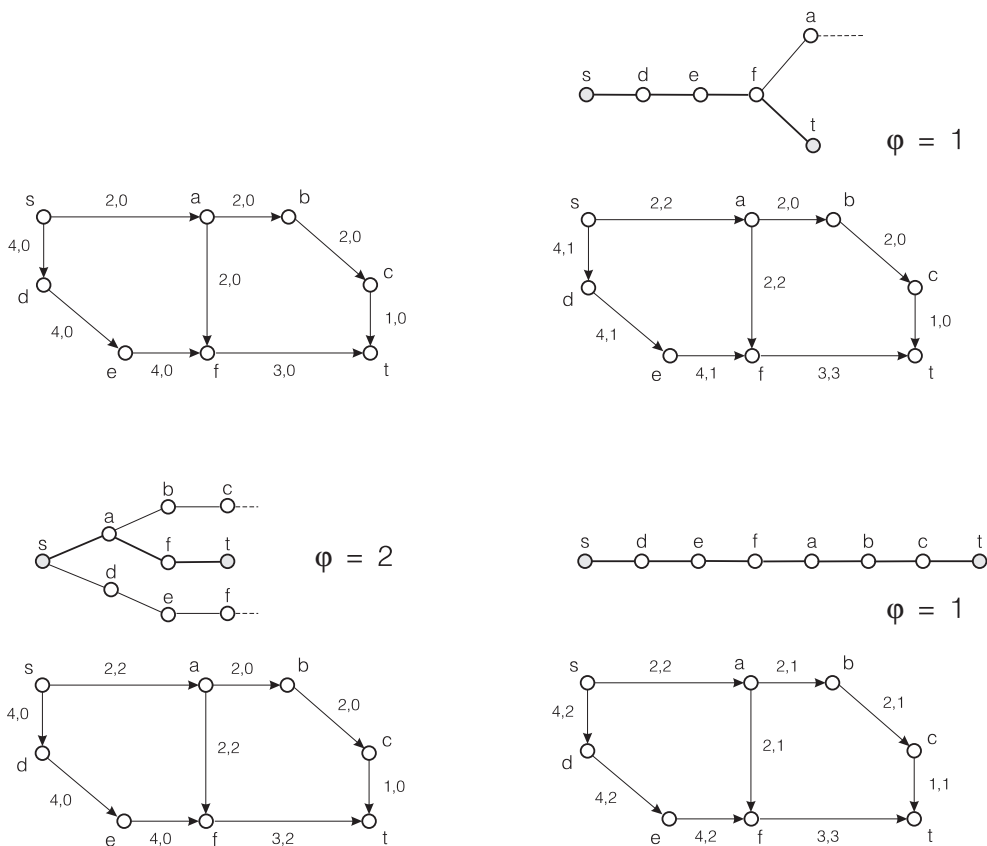 s a b
2,0 2,0
4,0 2,0 2,0
d c
4,0 1,0
e 4,0 f 3,0 t
a
s d e f
t
φ = 1
s a b
2,2 2,0
4,1 2,2 2,0
d c
4,1 1,0
e 4,1 f 3,3 t
b c
a
s f t
d
e f
φ = 2
s a b
2,2 2,0
4,0 2,2 2,0
d c
4,0 1,0
e 4,0 f 3,2 t
s d e f a b c t
φ = 1
s a b
2,2 2,1
4,2 2,1 2,1
d c
4,2 1,1
e 4,2 f 3,3 t